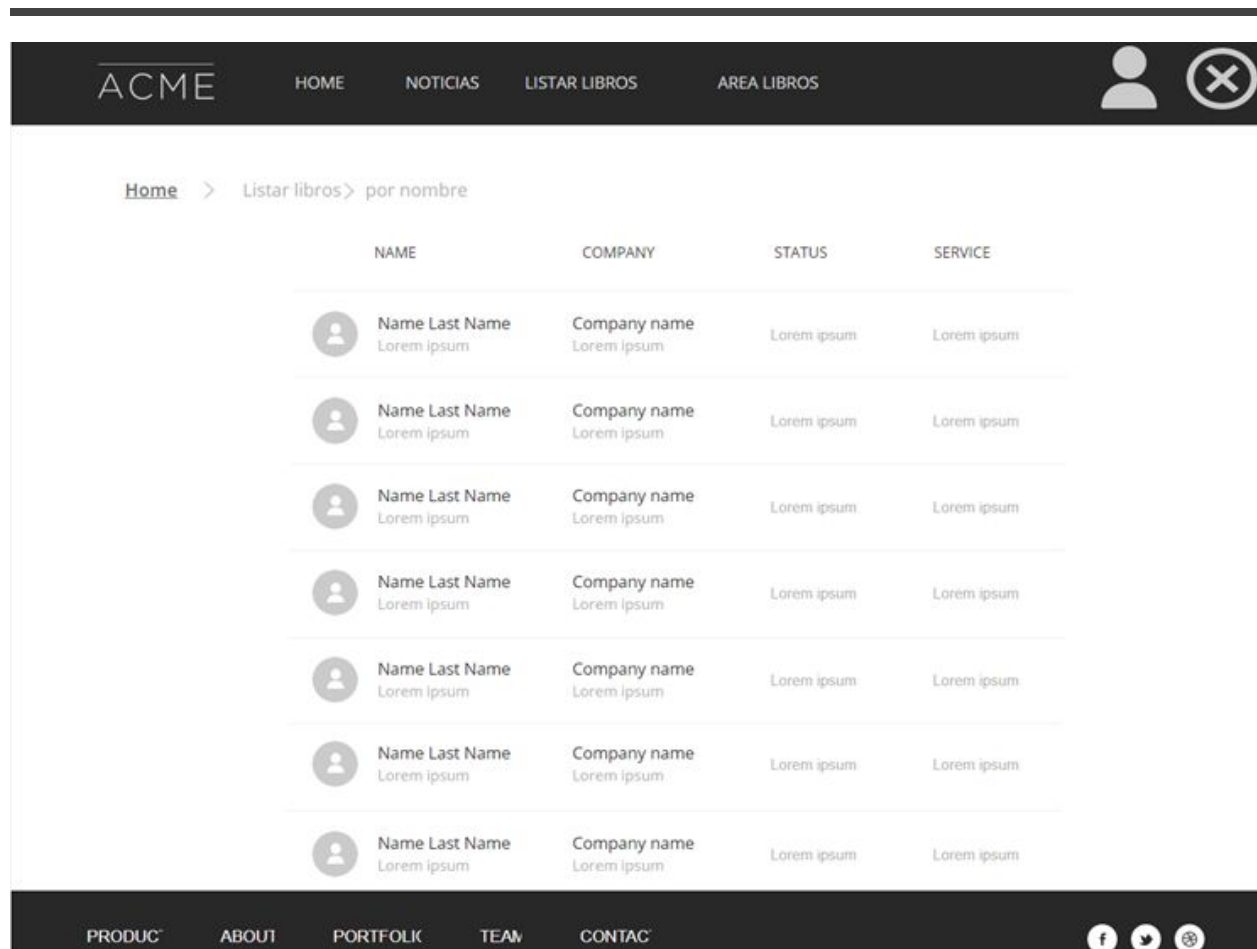 ACME HOME NOTICIAS LISTAR LIBROS AREA LIBROS
Home > Listar libros > por nombre
NAME COMPANY STATUS SERVICE
Name Last Name Company name
Lorem ipsum Lorem ipsum Lorem ipsum Lorem ipsum
Name Last Name Company name
Lorem ipsum Lorem ipsum Lorem ipsum Lorem ipsum
Name Last Name Company name
Lorem ipsum Lorem ipsum Lorem ipsum Lorem ipsum
Name Last Name Company name
Lorem ipsum Lorem ipsum Lorem ipsum Lorem ipsum
Name Last Name Company name
Lorem ipsum Lorem ipsum Lorem ipsum Lorem ipsum
Name Last Name Company name
Lorem ipsum Lorem ipsum Lorem ipsum Lorem ipsum
Name Last Name Company name
Lorem ipsum Lorem ipsum Lorem ipsum Lorem ipsum
PRODUC ABOUT PORTFOLIO TEAM CONTAC